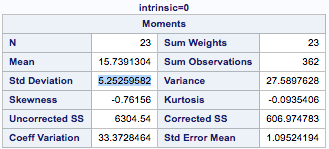 intrinsic=0
Moments
N 23 Sum Weights 23
Mean 15.7391304 Sum Observations 362
Std Deviation 5.25259582 Variance 27.5897628
Skewness -0.76156 Kurtosis -0.0935406
Uncorrected SS 6304.54 Corrected SS 606.974783
Coeff Variation 33.3728464 Std Error Mean 1.09524194